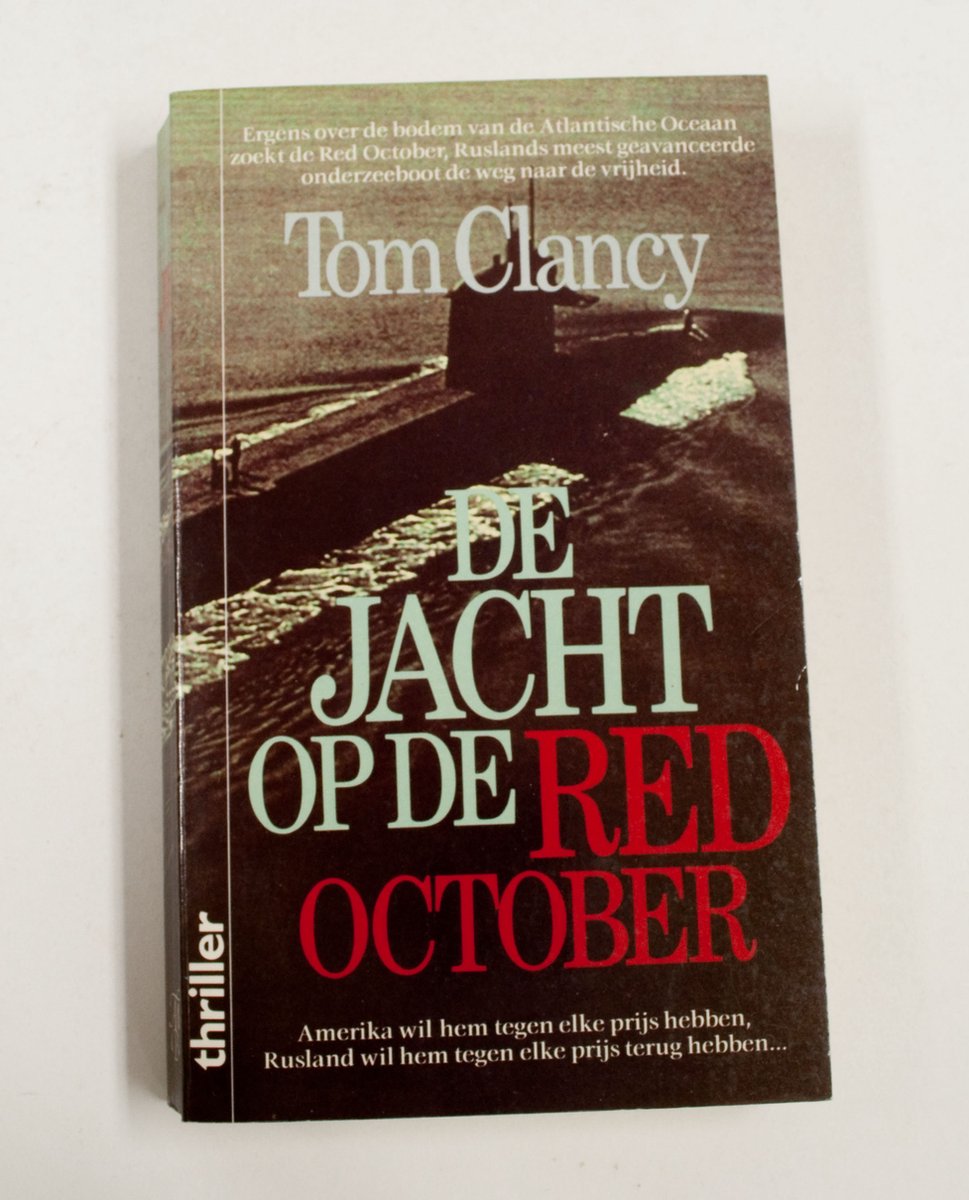 Ergens over de bodem van de Atlantische Oceaan
zoekt de Red October, Ruslands meest geavanceerde
onderzeeboot de weg naar de vrijheid.
Tom Clancy
DE
JACHT
OP DE RED
OCTOBER
thriller
Amerika wil hem tegen elke prijs hebben,
Rusland wil hem tegen elke prijs terug hebben...